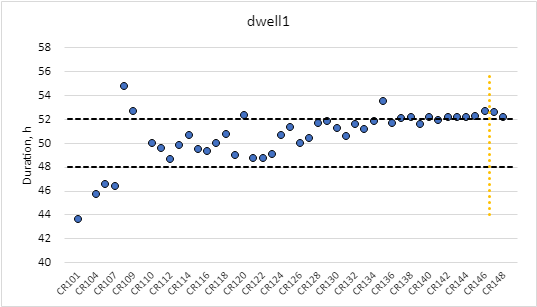 dwell1
58
56
54
52
50
48
46
44
42
40
Duration, h
CR101
CR104
CR107
CR109
CR110
CR112
CR114
CR116
CR118
CR120
CR122
CR124
CR126
CR128
CR130
CR132
CR134
CR136
CR138
CR140
CR142
CR144
CR146
CR148